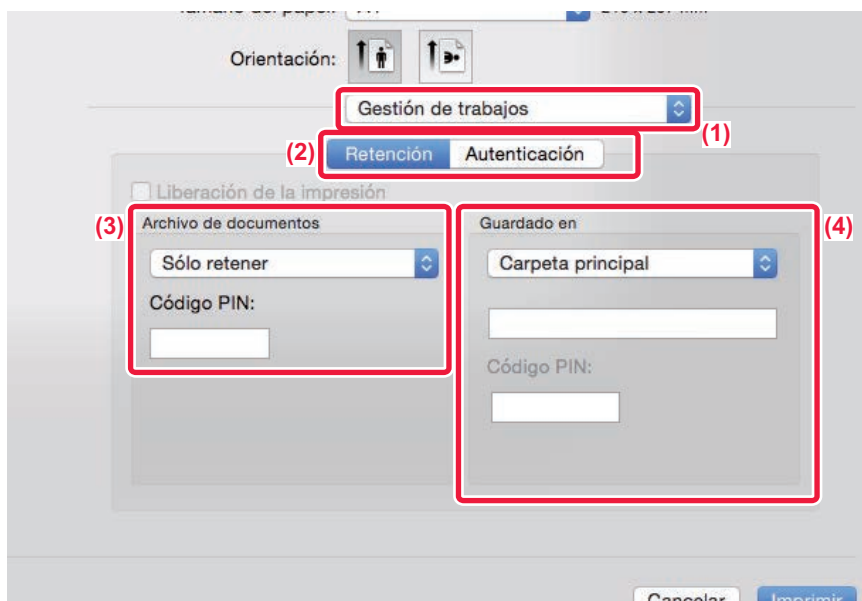 Orientación:
Gestión de trabajos
(1)
(2)
Retención Autenticación
Liberación de la impresión
(3)
Archivo de documentos
Guardado en
(4)
Sólo retener
Carpeta principal
Código PIN:
Código PIN:
Cancelar Imprimir